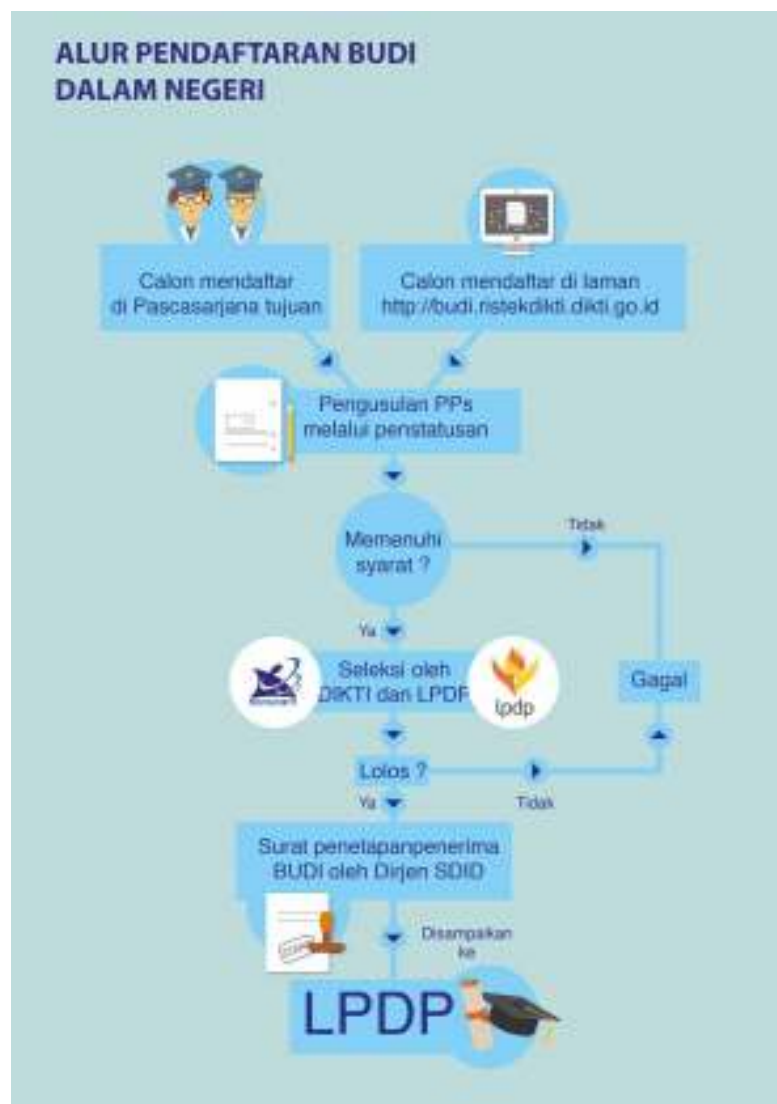 ALUR PENDAFTARAN BUDI
DALAM NEGERI
Calon mendaftar
di Pascasarjana tujuan
Calon mendaftar di laman
http://budi.ristekdikti.dikti.go.id
Pengusulan PPs
melalui penstatusan
Memenuhi
syarat ?
Tidak
Ya
Seleksi oleh
DIKTI dan LPDP
lpdp
Gagal
Lolos ?
Ya
Tidak
Surat penetapanpenerima
BUDI oleh Dirjen SDID
Disampaikan
ke
LPDP